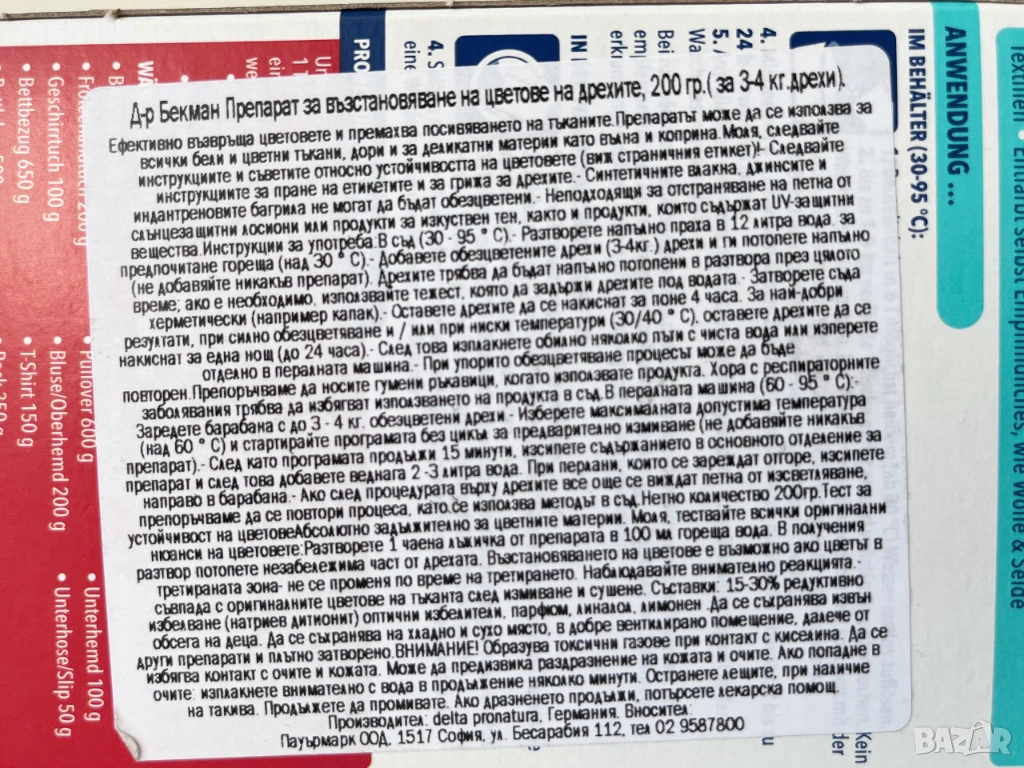 Д-р Бекман Препарат за възстановяване на цветове на дрехите, 200 гр.( за 3-4 кг.дрехи).
Ефективно възвръща цветовете и премахва посивяването на тъканите.Препаратът може да се използва за
всички бели и цветни тъкани, дори и за деликатни материи като вълна и коприна.Моля, следвайте
инструкциите и съветите относно устойчивостта на цветовете (виж страничния етикет)!- Следвайте
инструкциите за пране на етикетите и за грижа за дрехите.- Синтетичните влакна, джинсите и
индантреновите багрила не могат да бъдат обезцветени.- Неподходящи за отстраняване на петна от
слънцезащитни лосиони или продукти за изкуствен тен, както и продукти, които съдържат UV-защитни
вещества.Инструкции за употреба:В съд (30 - 95 ° C).- Разтворете напълно праха в 12 литра вода, за
предпочитане гореща (над 30 ° C).- Добавете обезцветените дрехи (3-4кг.) дрехи и ги потопете напълно
(не добавяйте никакъв препарат). Дрехите трябва да бъдат напълно потопени в разтвора през цялото
време; ако е необходимо, използвайте тежест, която да задържи дрехите под водата.- Затворете съда
херметически (например капак).- Оставете дрехите да се накиснат за поне 4 часа. За най-добри
резултати, при силно обезцветяване и / или при ниски температури (30/40 ° C), оставете дрехите да се
накиснат за една нощ (до 24 часа).- След това изплакнете обилно няколко пъти с чиста вода или изперете
отделно в пералната машина.- При упорито обезцветяване процесът може да бъде
повторен.Препоръчваме да носите гумени ръкавици, когато използвате продукта. Хора с респираторните
заболявания трябва да избягват използването на продукта в съд.В пералната машина (60 - 95 ° C):-
Заредете барабана с до 3 - 4 кг. обезцветени дрехи - Изберете максималната допустима температура
(над 60 ° C) и стартирайте програмата без цикъл за предварително измиване (не добавяйте никакъв
препарат).- След като програмата продължи 15 минути, изсипете съдържанието в основното отделение за
препарат и след това добавете веднага 2 -3 литра вода. При перални, които се зареждат отгоре, изсипете
направо в барабана.- Ако след процедурата върху дрехите все още се виждат петна от изсветляване,
препоръчваме да се повтори процеса, като се използва методът в съд.Нетно количество 200гр.Тест за
устойчивост на цветовеАбсолютно задължително за цветните материи. Моля, тествайте всички оригинални
нюанси на цветовете:Разтворете 1 чаена лъжичка от препарата в 100 мл гореща вода. В получения
разтвор потопете незабележима част от дрехата. Възстановяването на цветове е възможно ако цветът в
третираната зона- не се променя по време на третирането. Наблюдавайте внимателно реакцията.-
съвпада с оригиналните цветове на тъканта след измиване и сушене. Съставки: 15-30% редуктивно
избелване (натриев дитионит) оптични избелители, парфюм, линалол, лимонен .Да се съхранява извън
обсега на деца. Да се съхранява на хладно и сухо място, в добре вентилирано помещение, далече от
други препарати и плътно затворено.ВНИМАНИЕ! Образува токсични газове при контакт с киселина. Да се
избягва контакт с очите и кожата. Може да предизвика раздразнение на кожата и очите. Ако попадне в
очите: изплакнете внимателно с вода в продължение няколко минути. Остранете лещите, при наличие
на такива. Продължете да промивате. Ако дразненето продължи, потърсете лекарска помощ.
Производител: delta pronatura, Германия. Вносител:
Пауърмарк ООД, 1517 София, ул. Бесарабия 112, тел 02 9587800
ANWENDUNG ...
IM BEHÄLTER (30-95 °C):
Entfärbt selbst Empfindliches, wie Wolle & Seide
• Geschirrtuch 100 g
• Bettbezug 650 g
• Pullover 600 g
• Bluse/Oberhemd 200 g
• T-Shirt 150 g
• Unterhemd 100 g
• Unterhose/Slip 50 g
BAZAR